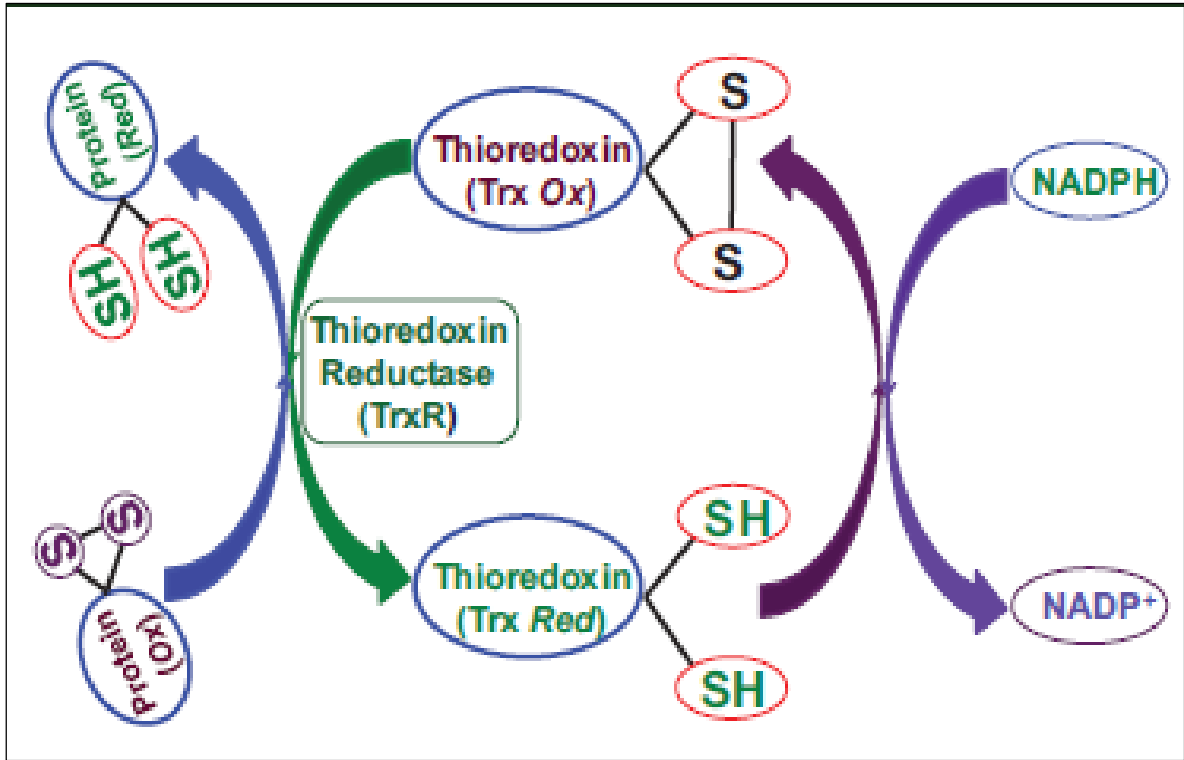 Protein
(Red)
SH
SH
Thioredoxin
(Trx Ox)
S
S
NADPH
Thioredoxin
Reductase
(TrxR)
S
S
Protein
(Ox)
Thioredoxin
(Trx Red)
SH
SH
NADP⁺